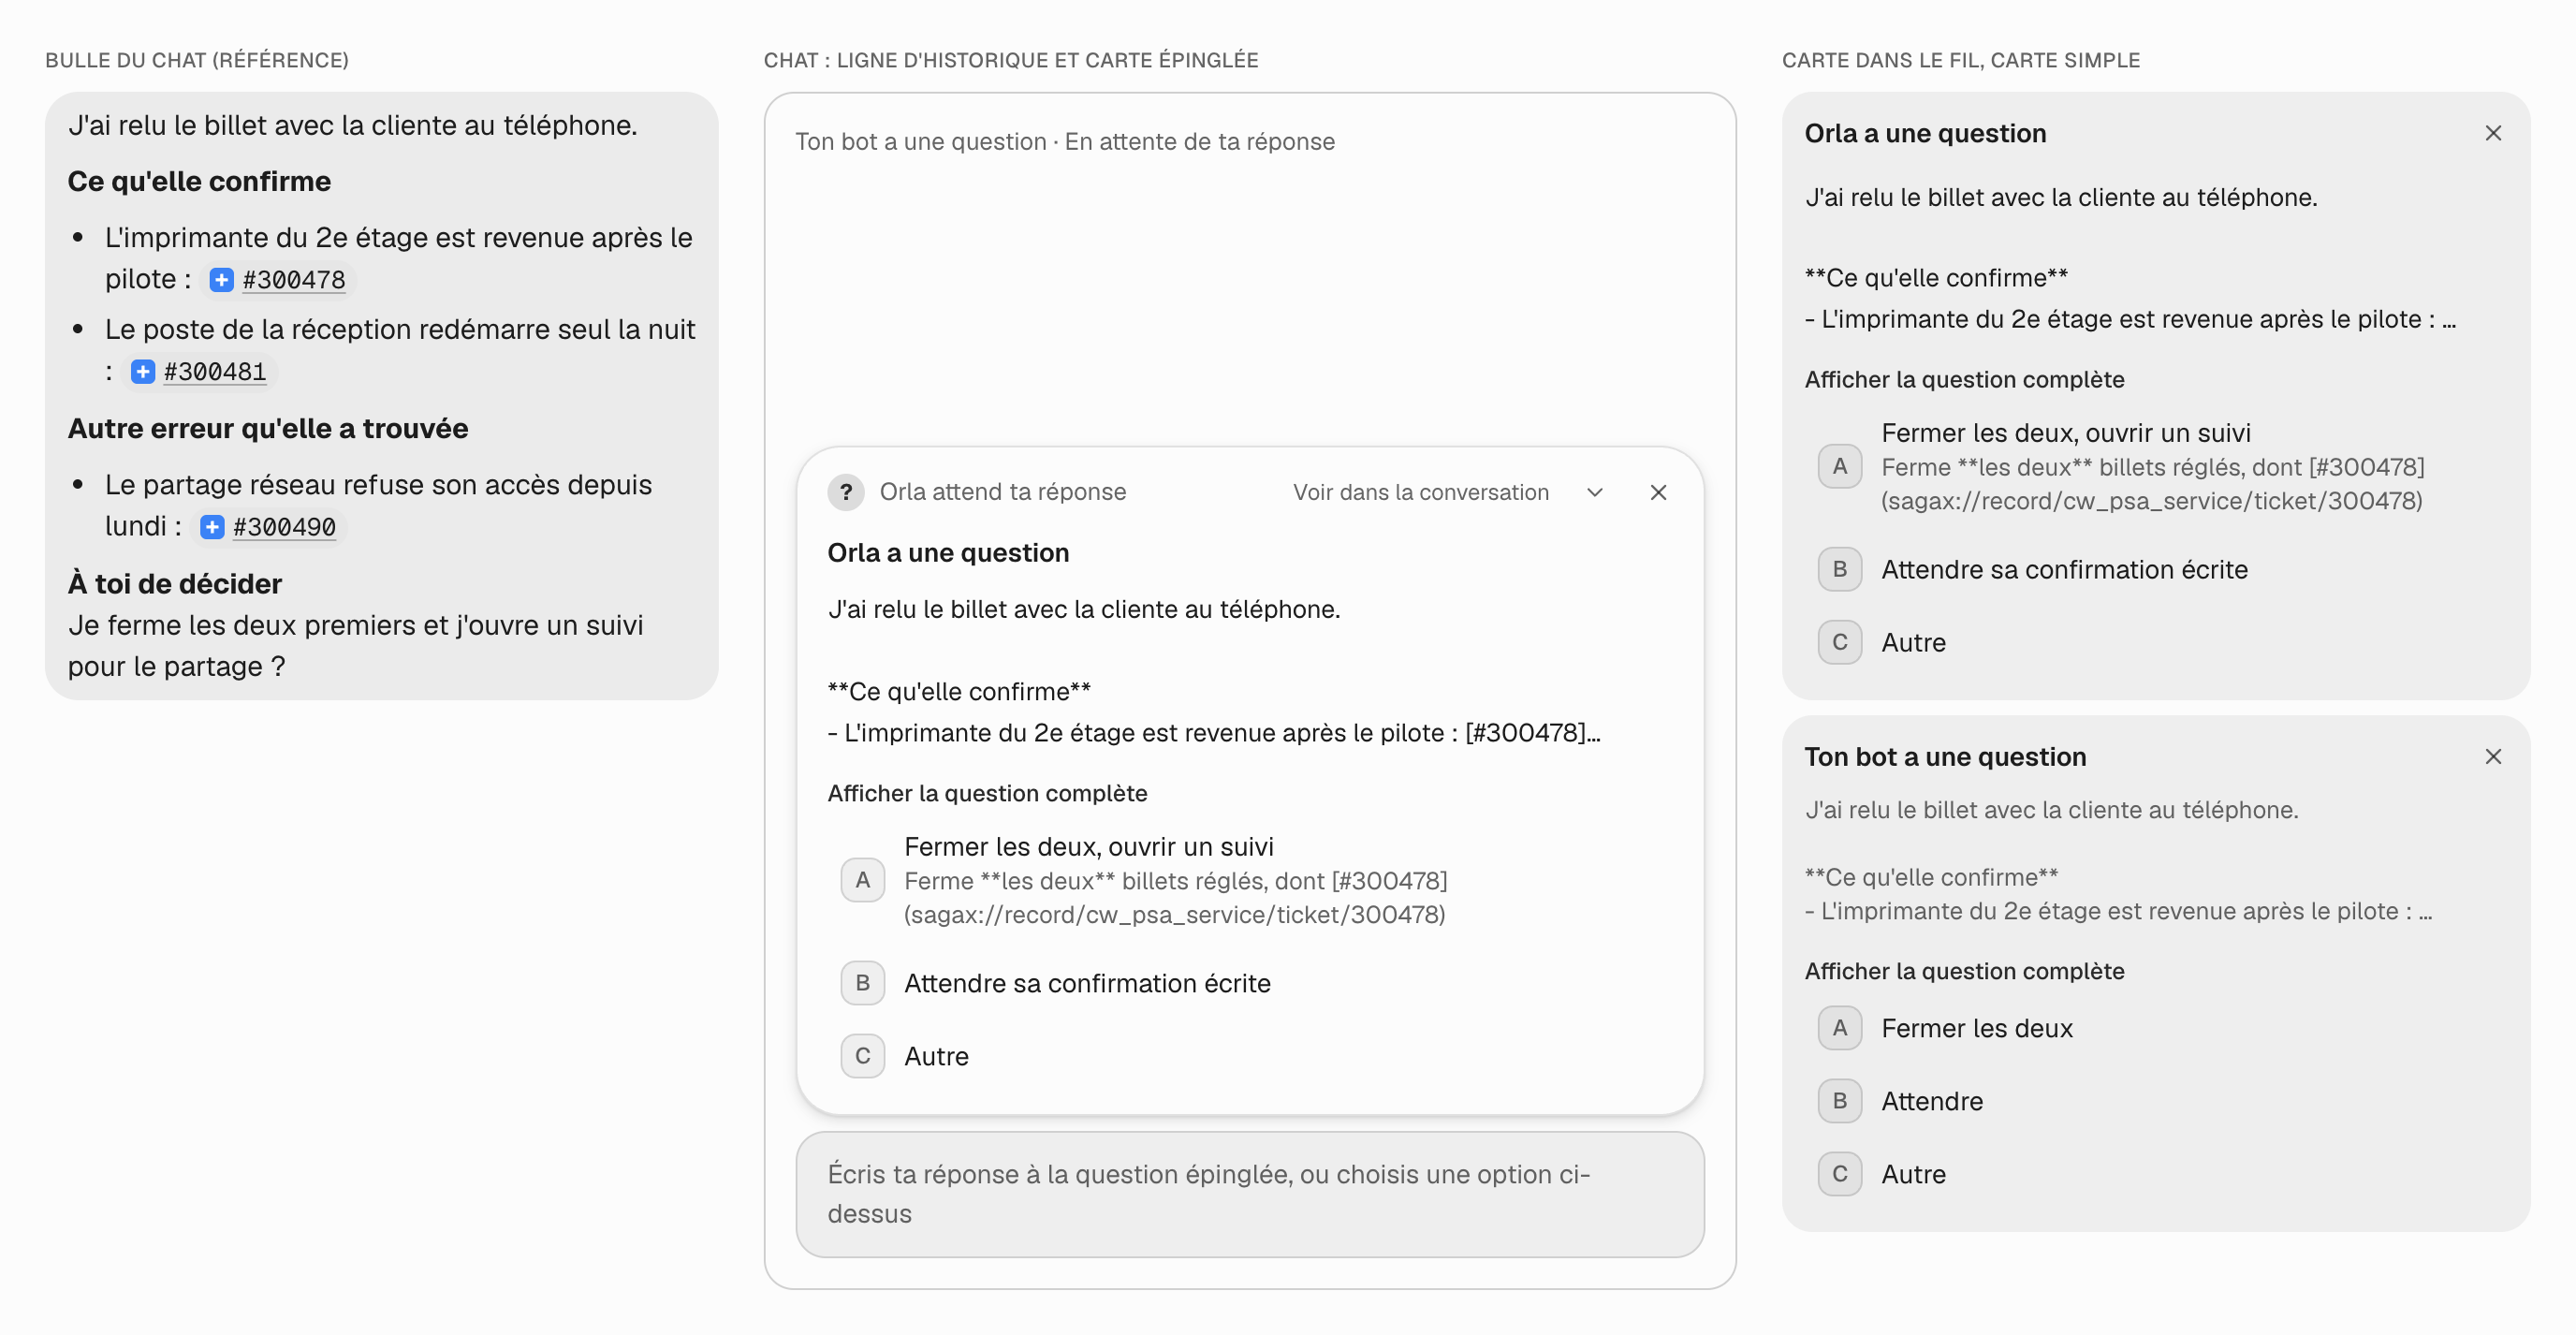 BULLE DU CHAT (RÉFÉRENCE)
J'ai relu le billet avec la cliente au téléphone.
Ce qu'elle confirme
• L'imprimante du 2e étage est revenue après le
pilote : #300478
• Le poste de la réception redémarre seul la nuit
: #300481
Autre erreur qu'elle a trouvée
• Le partage réseau refuse son accès depuis
lundi : #300490
À toi de décider
Je ferme les deux premiers et j'ouvre un suivi
pour le partage ?
CHAT : LIGNE D'HISTORIQUE ET CARTE ÉPINGLÉE
Ton bot a une question · En attente de ta réponse
? Orla attend ta réponse Voir dans la conversation
Orla a une question
J'ai relu le billet avec la cliente au téléphone.
**Ce qu'elle confirme**
- L'imprimante du 2e étage est revenue après le pilote : [#300478]...
Afficher la question complète
Fermer les deux, ouvrir un suivi
A Ferme **les deux** billets réglés, dont [#300478]
(sagax://record/cw_psa_service/ticket/300478)
B Attendre sa confirmation écrite
C Autre
Écris ta réponse à la question épinglée, ou choisis une option ci-
dessus
CARTE DANS LE FIL, CARTE SIMPLE
Orla a une question
J'ai relu le billet avec la cliente au téléphone.
**Ce qu'elle confirme**
- L'imprimante du 2e étage est revenue après le pilote : ...
Afficher la question complète
Fermer les deux, ouvrir un suivi
A Ferme **les deux** billets réglés, dont [#300478]
(sagax://record/cw_psa_service/ticket/300478)
B Attendre sa confirmation écrite
C Autre
Ton bot a une question
J'ai relu le billet avec la cliente au téléphone.
**Ce qu'elle confirme**
- L'imprimante du 2e étage est revenue après le pilote : ...
Afficher la question complète
A Fermer les deux
B Attendre
C Autre